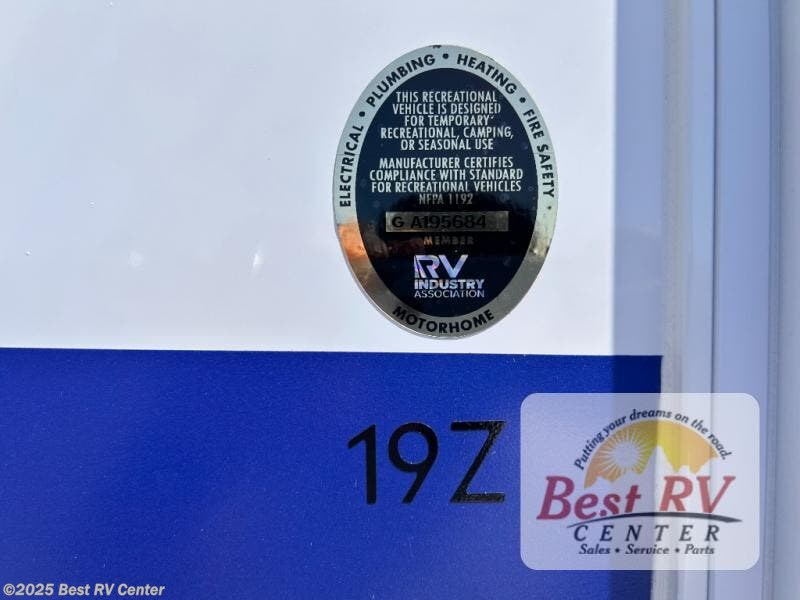 ELECTRICAL • PLUMBING • HEATING • FIRE SAFETY •
THIS RECREATIONAL
VEHICLE IS DESIGNED
FOR TEMPORARY
RECREATIONAL, CAMPING,
OR SEASONAL USE
MANUFACTURER CERTIFIES
COMPLIANCE WITH STANDARD
FOR RECREATIONAL VEHICLES
NFPA 1192
G A195684
MEMBER
RV
INDUSTRY
ASSOCIATION
MOTORHOME
19Z
Putting your dreams on the road.
Best RV
CENTER
Sales • Service • Parts
©2025 Best RV Center